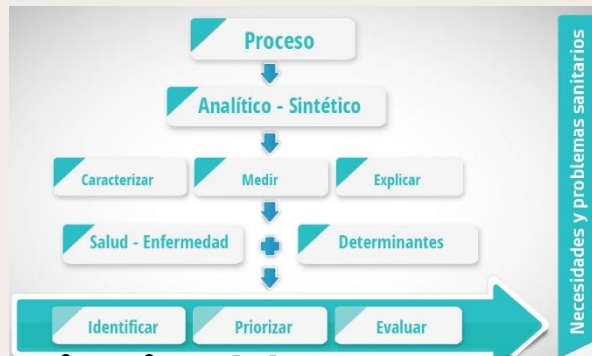 Proceso
Analítico - Sintético
Caracterizar
Medir
Explicar
Salud - Enfermedad
Determinantes
Identificar
Priorizar
Evaluar
Necesidades y problemas sanitarios